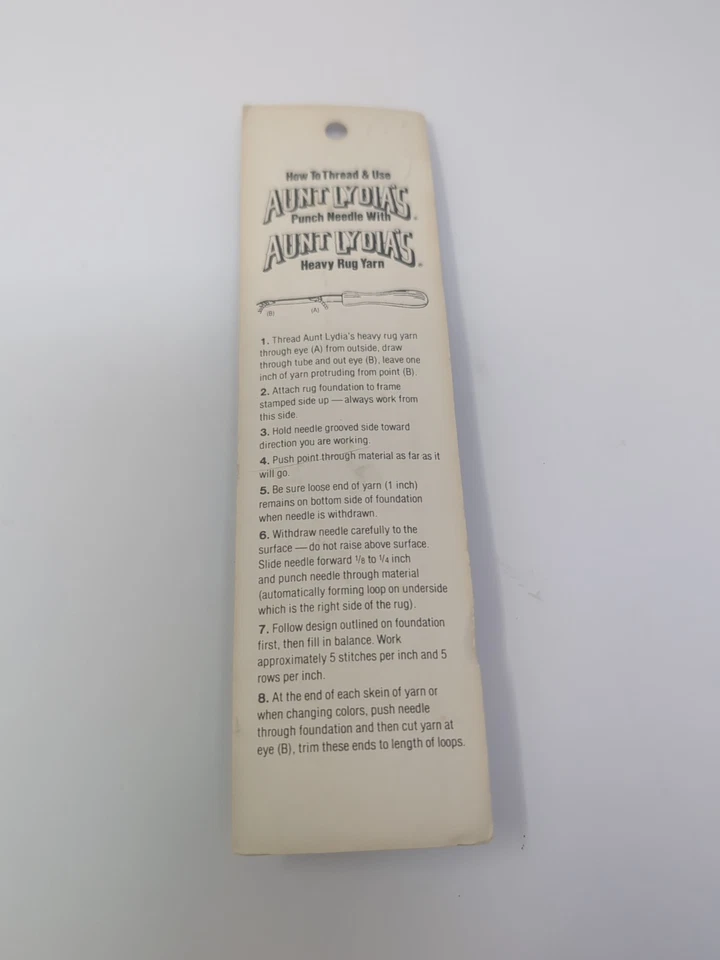 How To Thread & Use
AUNT LYDIA'S
Punch Needle With ®
AUNT LYDIA'S ®
Heavy Rug Yarn
(B) (A)
1. Thread Aunt Lydia's heavy rug yarn
through eye (A) from outside, draw
through tube and out eye (B), leave one
inch of yarn protruding from point (B).
2. Attach rug foundation to frame
stamped side up — always work from
this side.
3. Hold needle grooved side toward
direction you are working.
4. Push point through material as far as it
will go.
5. Be sure loose end of yarn (1 inch)
remains on bottom side of foundation
when needle is withdrawn.
6. Withdraw needle carefully to the
surface — do not raise above surface.
Slide needle forward 1/8 to 1/4 inch
and punch needle through material
(automatically forming loop on underside
which is the right side of the rug).
7. Follow design outlined on foundation
first, then fill in balance. Work
approximately 5 stitches per inch and 5
rows per inch.
8. At the end of each skein of yarn or
when changing colors, push needle
through foundation and then cut yarn at
eye (B), trim these ends to length of loops.